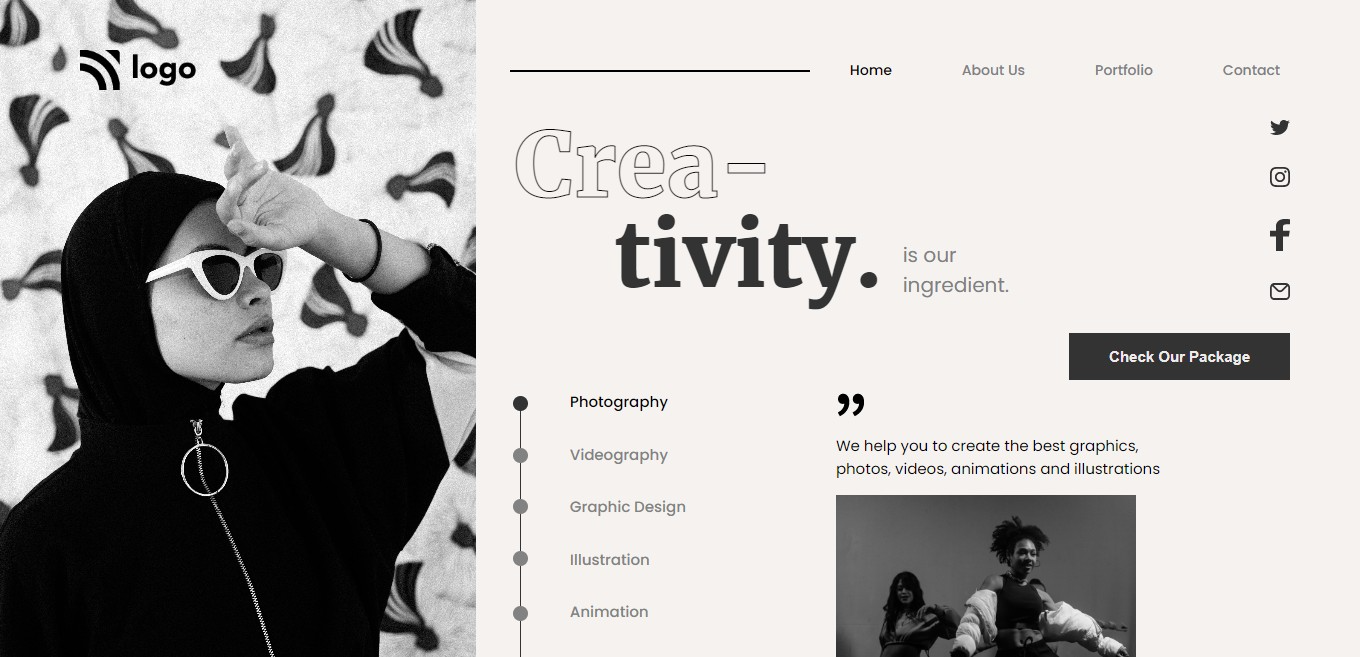 logo
Home About Us Portfolio Contact
Crea-
tivity.
is our
ingredient.
Check Our Package
Photography
Videography
Graphic Design
Illustration
Animation
We help you to create the best graphics,
photos, videos, animations and illustrations